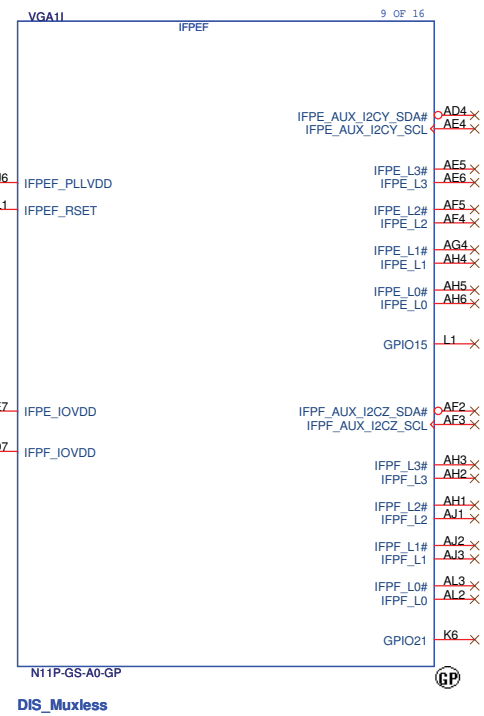 VGA1I
9 OF 16
IFPEF
IFPE_AUX_I2CY_SDA# AD4
IFPE_AUX_I2CY_SCL AE4
IFPE_L3# AE5
IFPEF_PLLVDD
IFPE_L3 AE6
IFPEF_RSET
IFPE_L2# AF5
IFPE_L2 AF4
IFPE_L1# AG4
IFPE_L1 AH4
IFPE_L0# AH5
IFPE_L0 AH6
GPIO15 L1
IFPE_IOVDD
IFPF_AUX_I2CZ_SDA# AF2
IFPF_AUX_I2CZ_SCL AF3
IFPF_IOVDD
IFPF_L3# AH3
IFPF_L3 AH2
IFPF_L2# AH1
IFPF_L2 AJ1
IFPF_L1# AJ2
IFPF_L1 AJ3
IFPF_L0# AL3
IFPF_L0 AL2
GPIO21 K6
N11P-GS-A0-GP
GP
DIS_Muxless